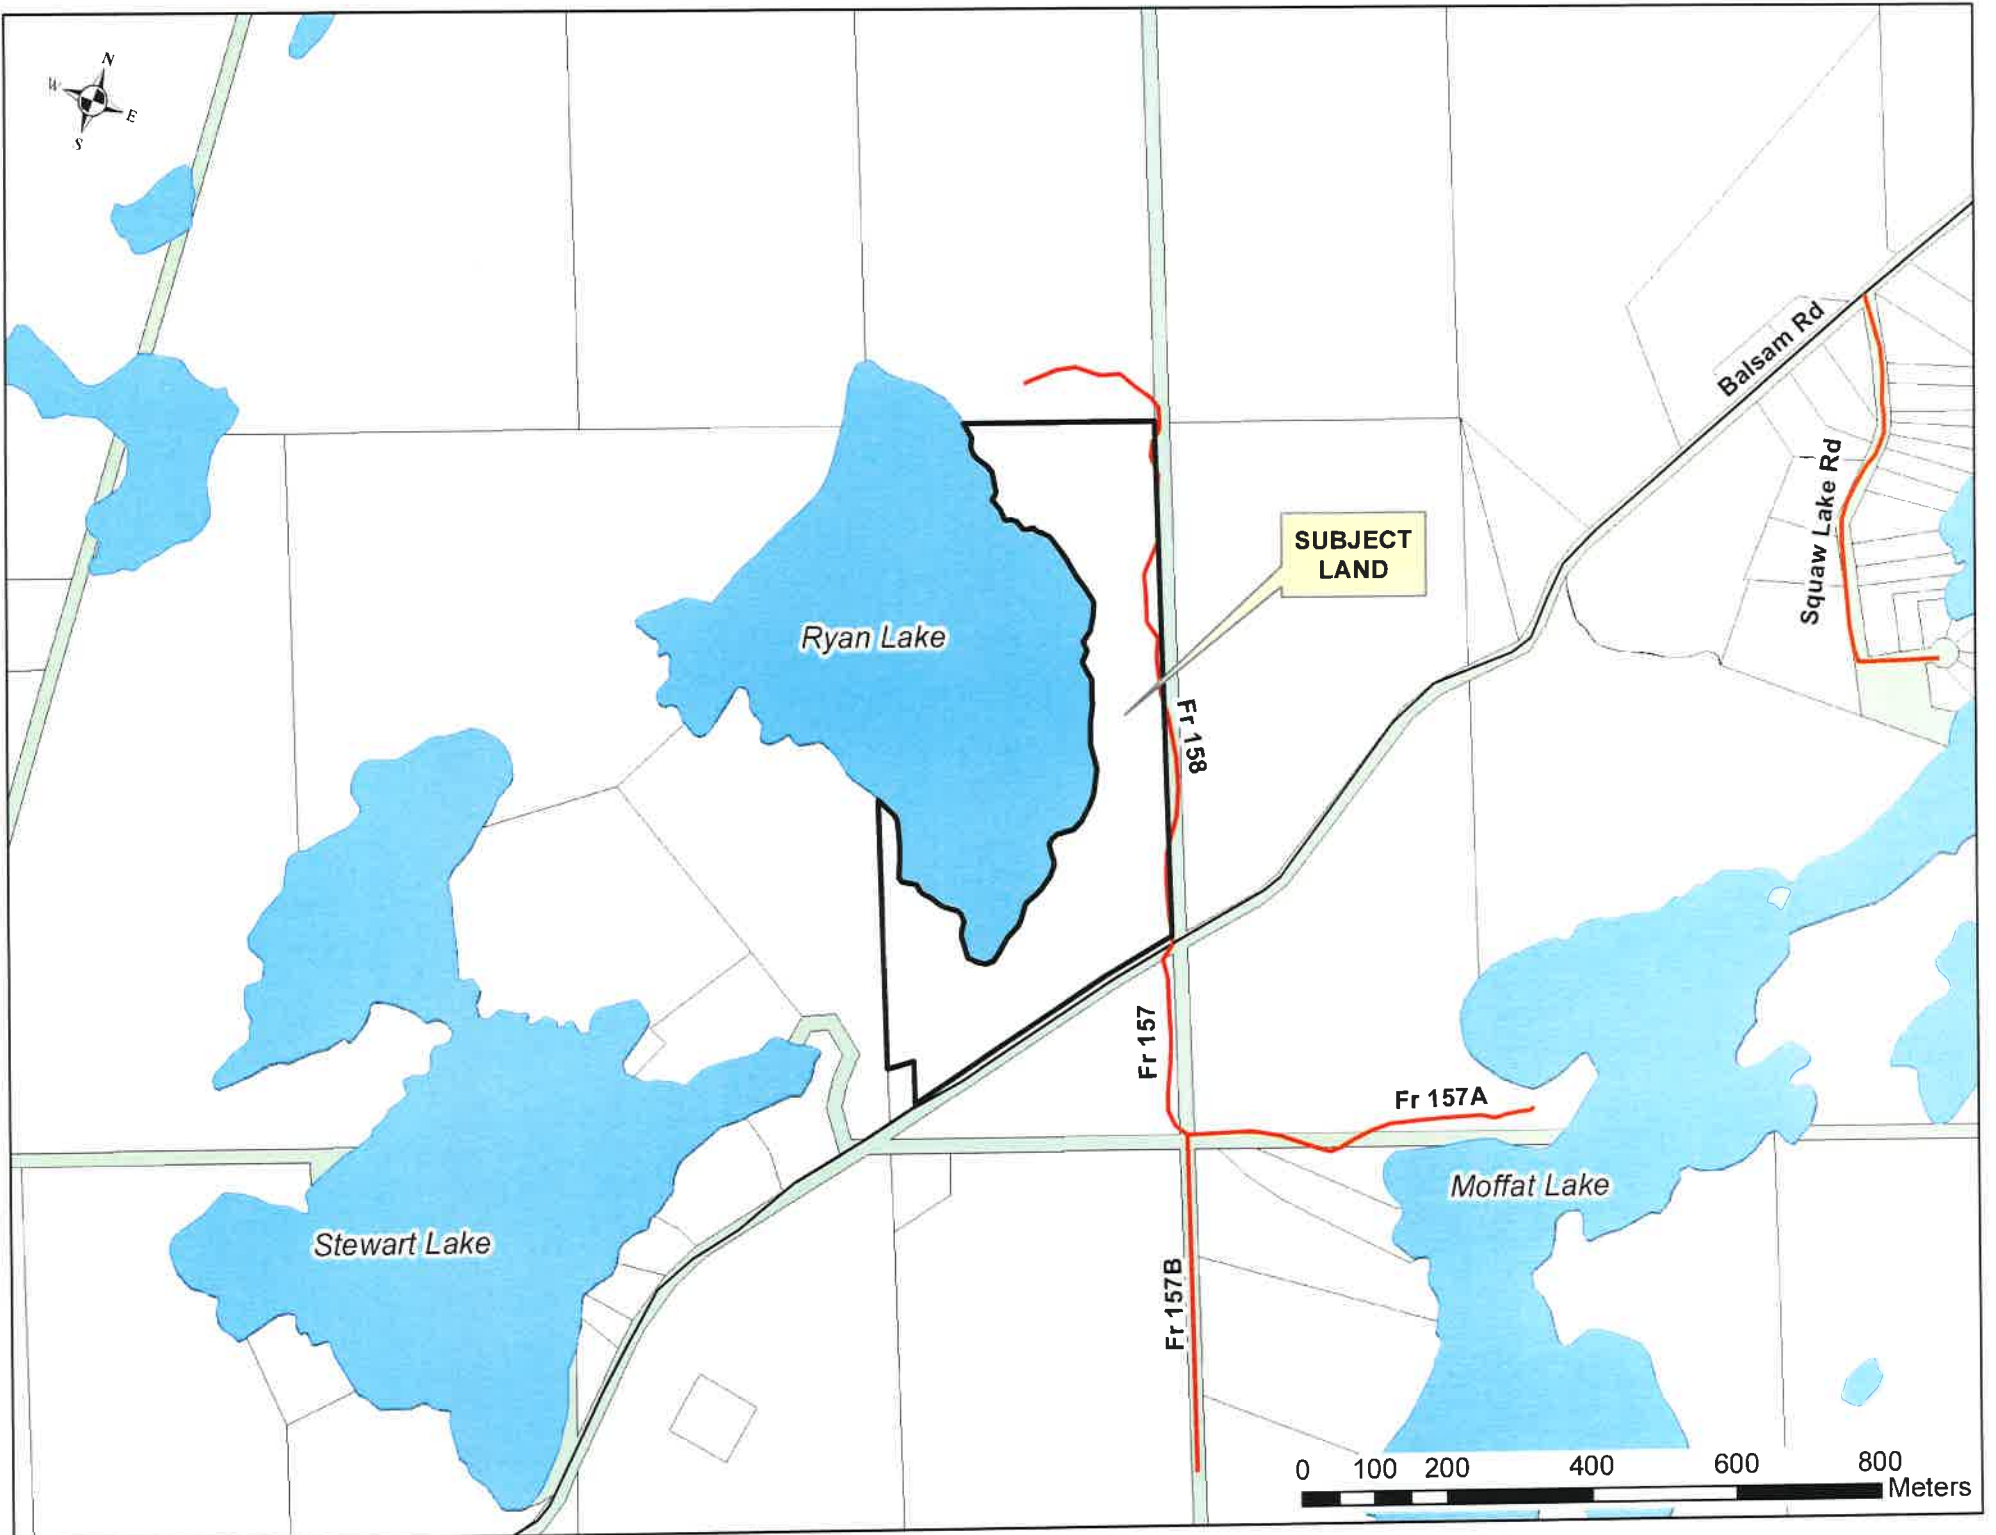 N
W
E
S
Balsam Rd
Squaw Lake Rd
SUBJECT
LAND
Ryan Lake
Fr 158
Fr 157
Fr 157A
Moffat Lake
Stewart Lake
Fr 157B
0 100 200 400 600 800
Meters